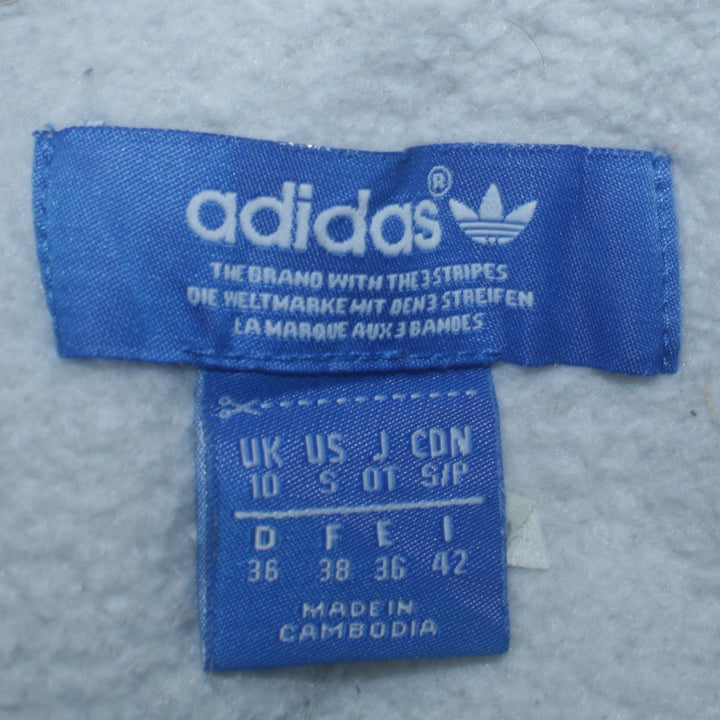 adidas®
THE BRAND WITH THE 3 STRIPES
DIE WELTMARKE MIT DEN 3 STREIFEN
LA MARQUE AUX 3 BANDES
UK US J CDN
10 S OT S/P
D F E I
36 38 36 42
MADE IN
CAMBODIA